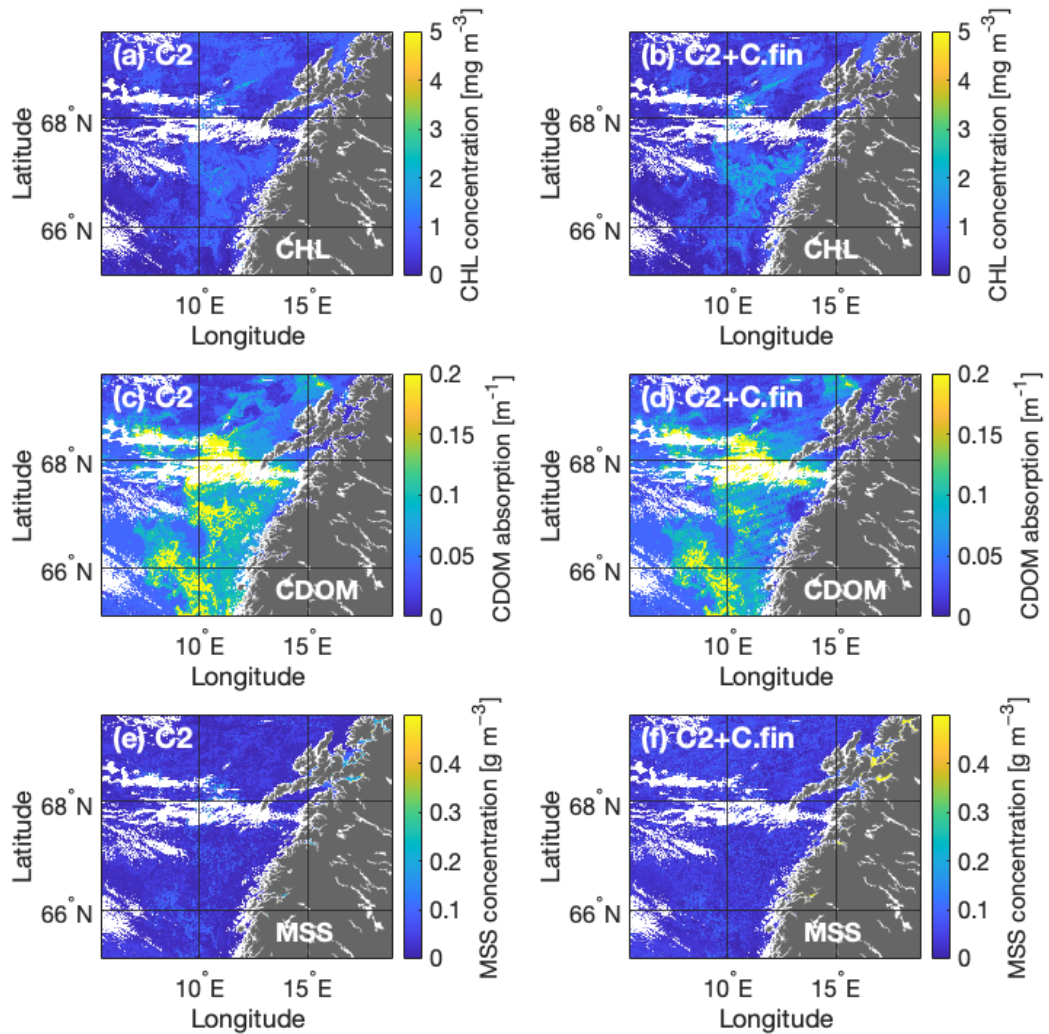 (a) C2
CHL
Latitude
68°N
66°N
10°E
15°E
Longitude
5
4
3
2
1
0
CHL concentration [mg m⁻³]
(b) C2+C.fin
CHL
Latitude
68°N
66°N
10°E
15°E
Longitude
5
4
3
2
1
0
CHL concentration [mg m⁻³]
(c) C2
CDOM
Latitude
68°N
66°N
10°E
15°E
Longitude
0.2
0.15
0.1
0.05
0
CDOM absorption [m⁻¹]
(d) C2+C.fin
CDOM
Latitude
68°N
66°N
10°E
15°E
Longitude
0.2
0.15
0.1
0.05
0
CDOM absorption [m⁻¹]
(e) C2
MSS
Latitude
68°N
66°N
10°E
15°E
Longitude
0.4
0.3
0.2
0.1
0
MSS concentration [g m⁻³]
(f) C2+C.fin
MSS
Latitude
68°N
66°N
10°E
15°E
Longitude
0.4
0.3
0.2
0.1
0
MSS concentration [g m⁻³]